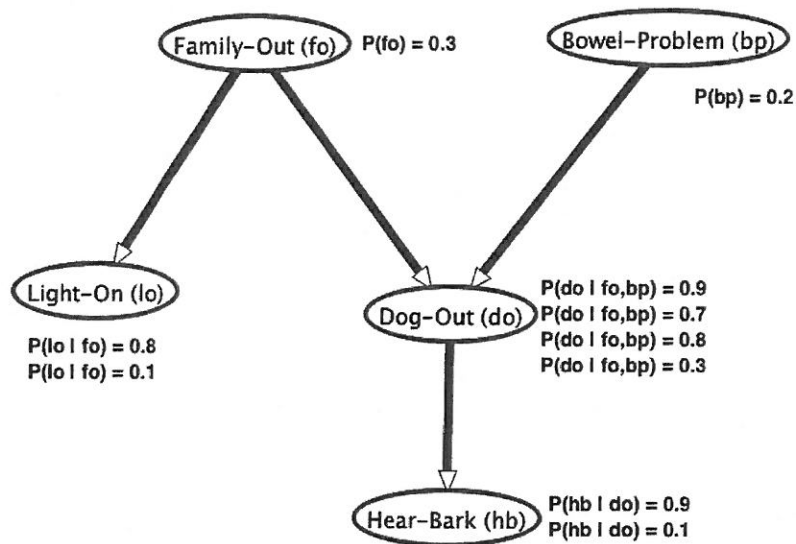 Family-Out (fo) P(fo) = 0.3
Bowel-Problem (bp)
P(bp) = 0.2
Light-On (lo)
P(lo | fo) = 0.8
P(lo | fo) = 0.1
Dog-Out (do)
P(do | fo,bp) = 0.9
P(do | fo,bp) = 0.7
P(do | fo,bp) = 0.8
P(do | fo,bp) = 0.3
Hear-Bark (hb)
P(hb | do) = 0.9
P(hb | do) = 0.1